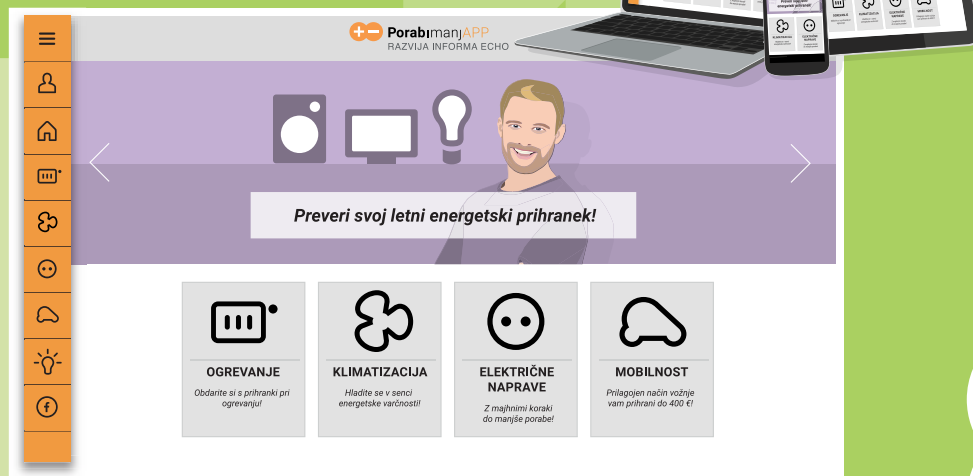 PorabimanjAPP
RAZVIJA INFORMA ECHO
Preveri svoj letni energetski prihranek!
OGREVANJE
Obdarite si s prihranki pri
ogrevanju!
KLIMATIZACIJA
Hladite se v senci
energetske varčnosti!
ELEKTRIČNE
NAPRAVE
Z majhnimi koraki
do manjše porabe!
MOBILNOST
Prilagojen način vožnje
vam prihrani do 400 €!